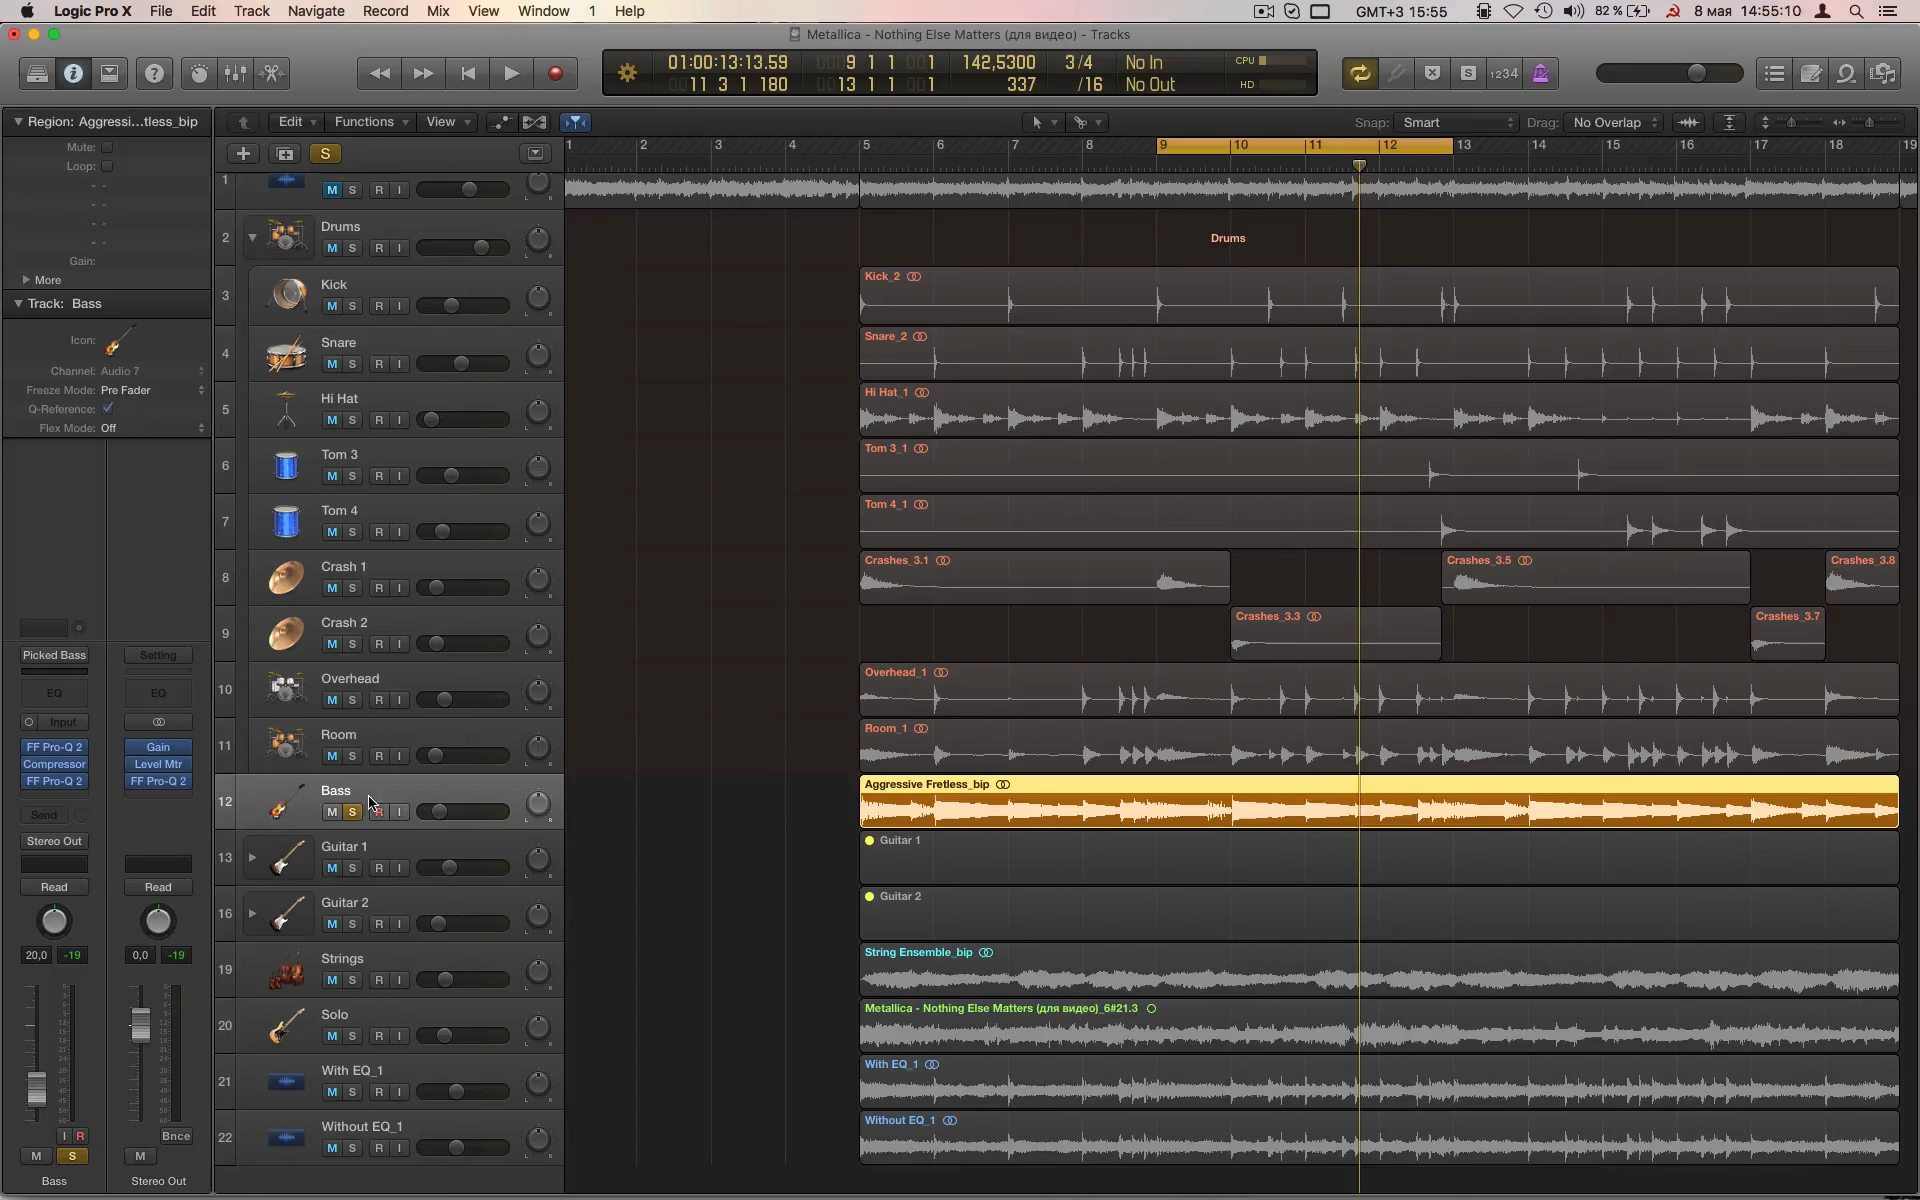 Logic Pro X File Edit Track Navigate Record Mix View Window 1 Help GMT+3 15:55 82 % 8 мая 14:55:10
Metallica - Nothing Else Matters (для видео) - Tracks
01:00:13:13.59 9 1 1 1 142,5300 3/4 No In CPU
11 3 1 180 13 1 1 1 337 /16 No Out HD
1234
Region: Aggressi...tless_bip
Edit Functions View Snap: Smart Drag: No Overlap
Mute:
Loop:
Gain:
More
Track: Bass
Icon:
Channel: Audio 7
Freeze Mode: Pre Fader
Q-Reference:
Flex Mode: Off
S
1 2 3 4 5 6 7 8 9 10 11 12 13 14 15 16 17 18 19
1 M S R I
2 Drums M S R I Drums
3 Kick M S R I Kick_2
4 Snare M S R I Snare_2
5 Hi Hat M S R I Hi Hat_1
6 Tom 3 M S R I Tom 3_1
7 Tom 4 M S R I Tom 4_1
8 Crash 1 M S R I Crashes_3.1 Crashes_3.5 Crashes_3.8
9 Crash 2 M S R I Crashes_3.3 Crashes_3.7
10 Overhead M S R I Overhead_1
11 Room M S R I Room_1
12 Bass M S R I Aggressive Fretless_bip
13 Guitar 1 M S R I Guitar 1
16 Guitar 2 M S R I Guitar 2
19 Strings M S R I String Ensemble_bip
20 Solo M S R I Metallica - Nothing Else Matters (для видео)_6#21.3
21 With EQ_1 M S R I With EQ_1
22 Without EQ_1 M S R I Without EQ_1
Picked Bass Setting
EQ EQ
Input
FF Pro-Q 2 Gain
Compressor Level Mtr
FF Pro-Q 2 FF Pro-Q 2
Send
Stereo Out
Read Read
20,0 -19 0,0 -19
I R Bnce
M S M
Bass Stereo Out